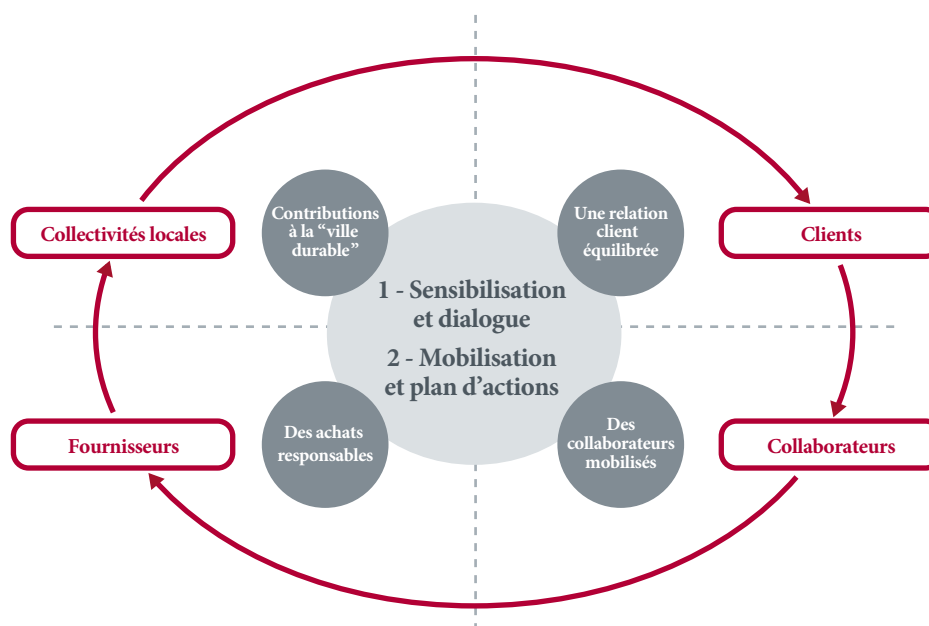 Contributions
à la “ville
durable”
Une relation
client
équilibrée
Collectivités locales
Clients
1 - Sensibilisation
et dialogue
2 - Mobilisation
et plan d’actions
Fournisseurs
Des achats
responsables
Des
collaborateurs
mobilisés
Collaborateurs